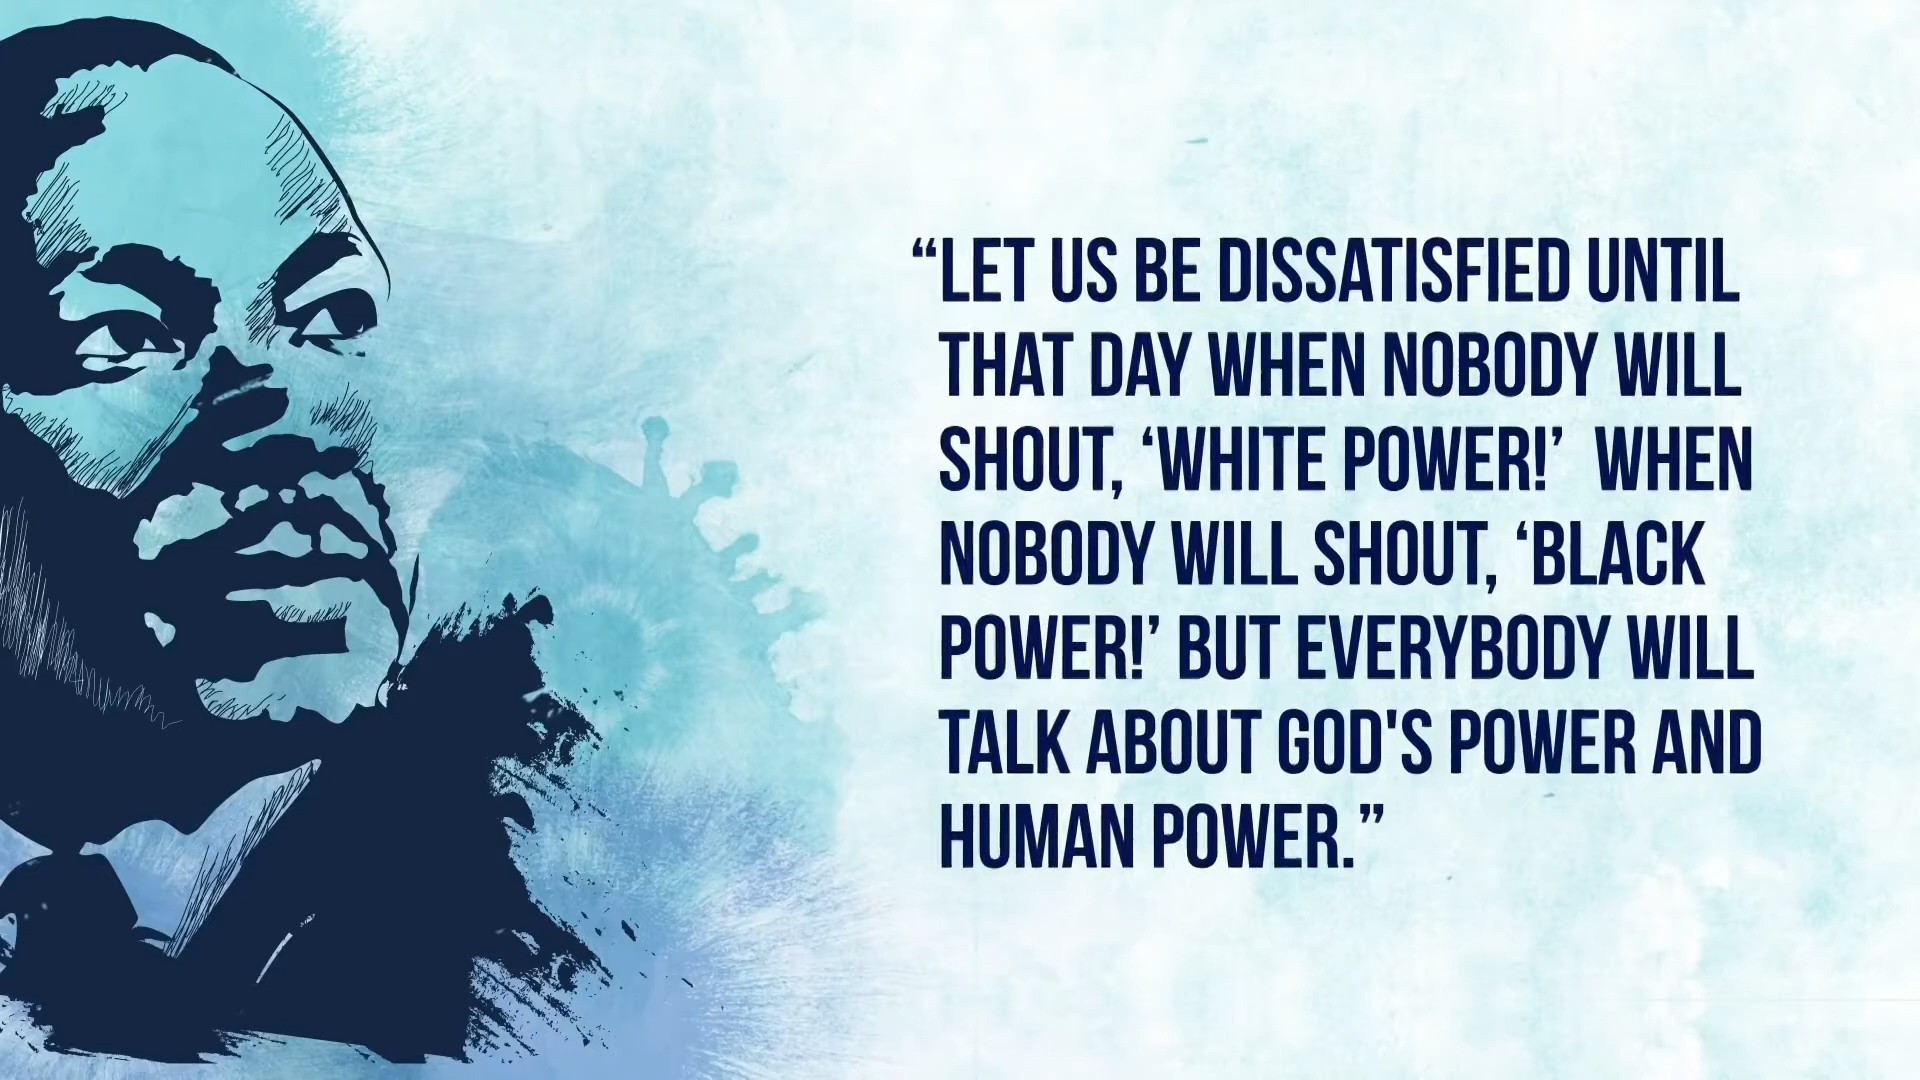 “LET US BE DISSATISFIED UNTIL
THAT DAY WHEN NOBODY WILL
SHOUT, ‘WHITE POWER!’  WHEN
NOBODY WILL SHOUT, ‘BLACK
POWER!’ BUT EVERYBODY WILL
TALK ABOUT GOD'S POWER AND
HUMAN POWER.”